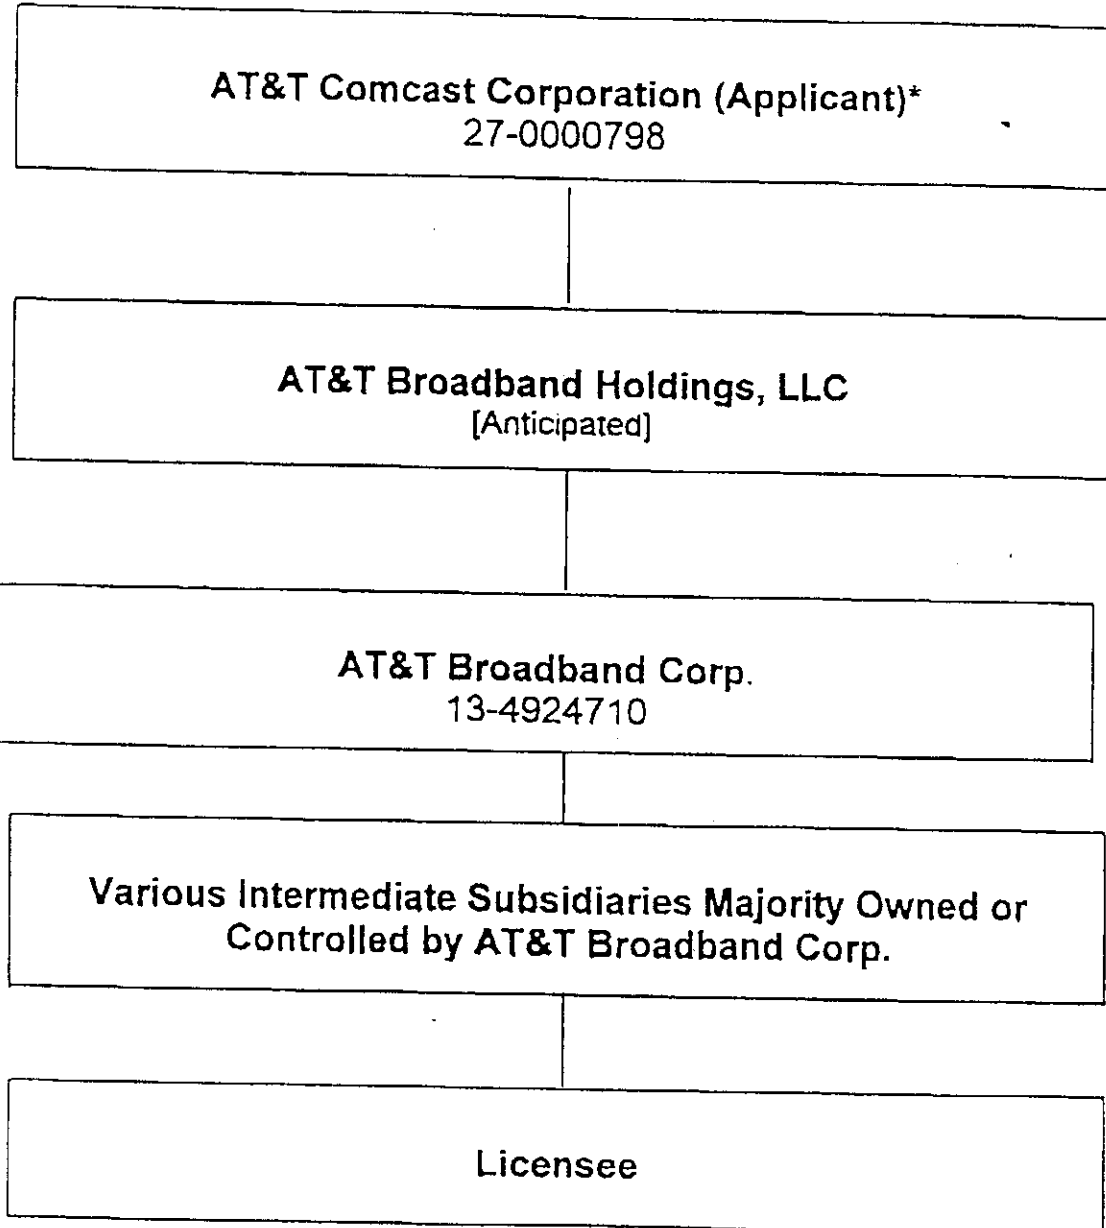 AT&T Comcast Corporation (Applicant)*
27-0000798
AT&T Broadband Holdings, LLC
[Anticipated]
AT&T Broadband Corp.
13-4924710
Various Intermediate Subsidiaries Majority Owned or
Controlled by AT&T Broadband Corp.
Licensee